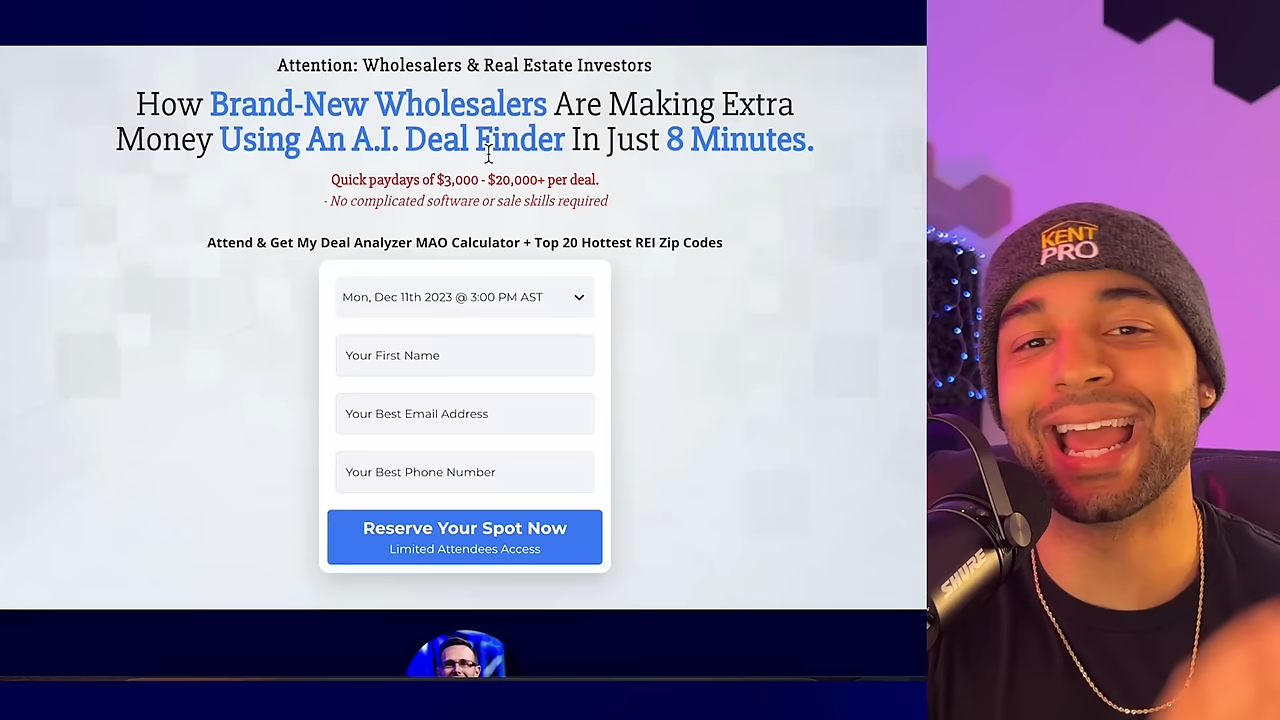 Attention: Wholesalers & Real Estate Investors
How Brand-New Wholesalers Are Making Extra
Money Using An A.I. Deal Finder In Just 8 Minutes.
Quick paydays of $3,000 - $20,000+ per deal.
- No complicated software or sale skills required
Attend & Get My Deal Analyzer MAO Calculator + Top 20 Hottest REI Zip Codes
Mon, Dec 11th 2023 @ 3:00 PM AST
Your First Name
Your Best Email Address
Your Best Phone Number
Reserve Your Spot Now
Limited Attendees Access
KENT
PRO
SHURE